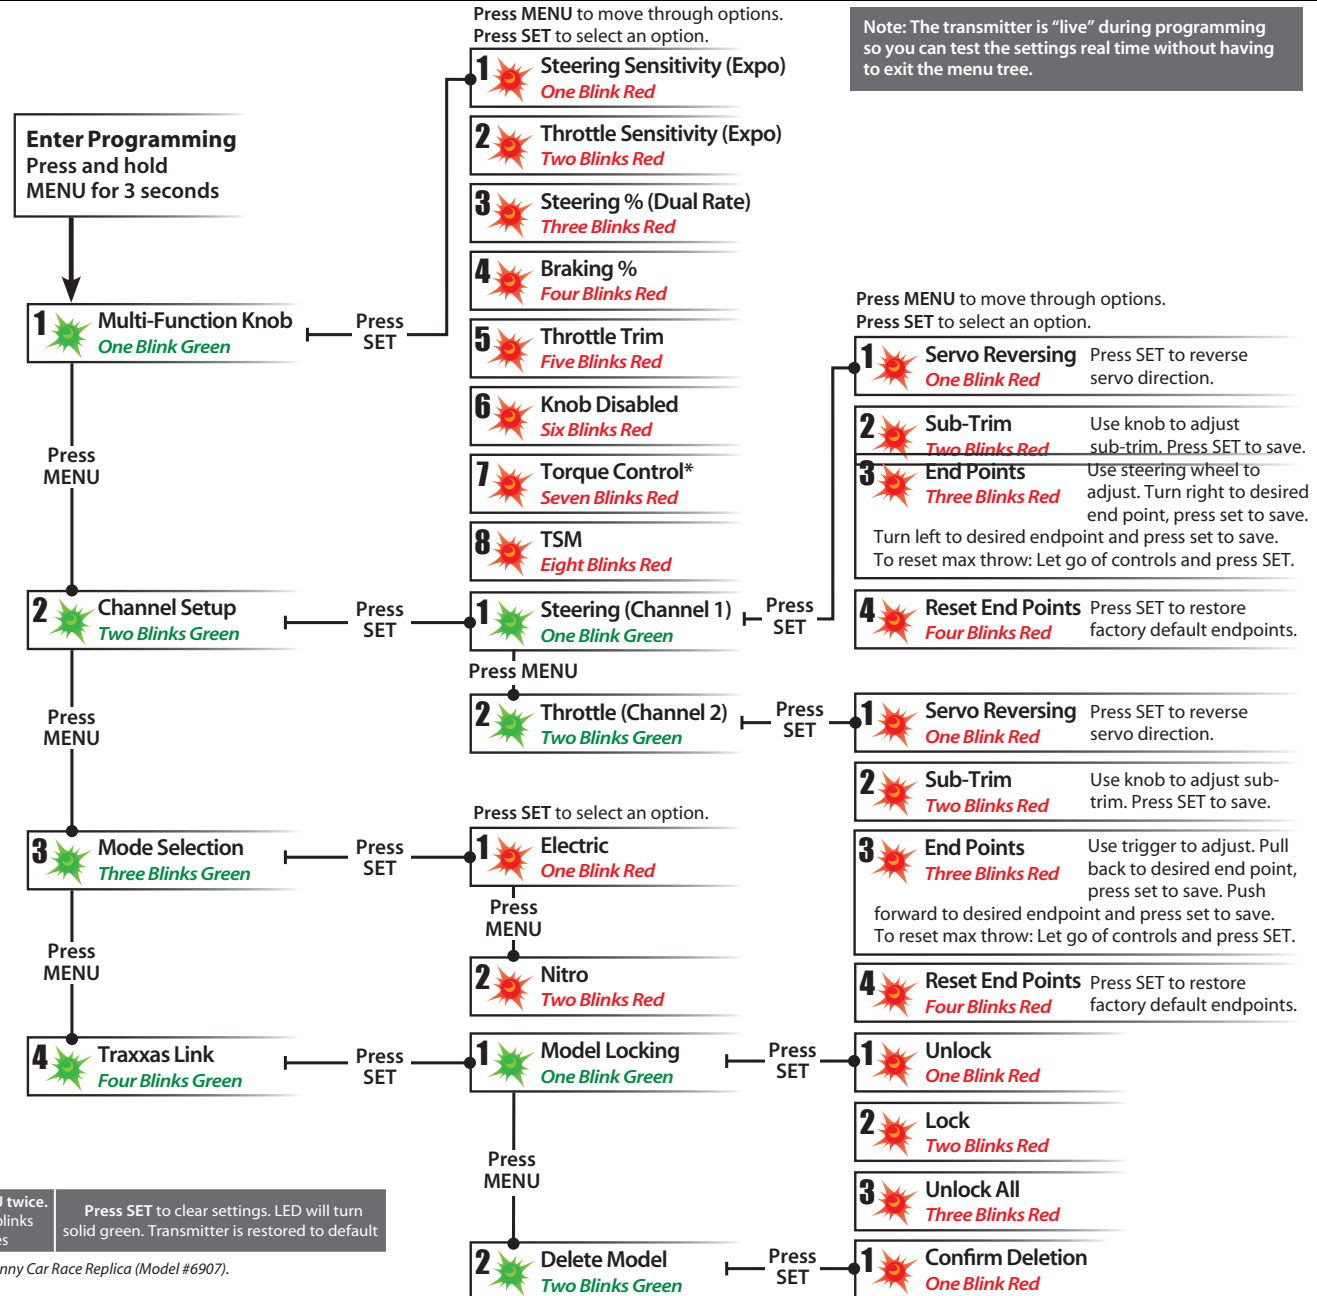 Press MENU to move through options.
Press SET to select an option.
Note: The transmitter is “live” during programming
so you can test the settings real time without having
to exit the menu tree.
Enter Programming
Press and hold
MENU for 3 seconds
1 Multi-Function Knob
One Blink Green
Press
SET
1 Steering Sensitivity (Expo)
One Blink Red
2 Throttle Sensitivity (Expo)
Two Blinks Red
3 Steering % (Dual Rate)
Three Blinks Red
4 Braking %
Four Blinks Red
5 Throttle Trim
Five Blinks Red
6 Knob Disabled
Six Blinks Red
7 Torque Control*
Seven Blinks Red
8 TSM
Eight Blinks Red
Press
MENU
2 Channel Setup
Two Blinks Green
Press
SET
1 Steering (Channel 1)
One Blink Green
Press
SET
Press MENU to move through options.
Press SET to select an option.
1 Servo Reversing
One Blink Red
Press SET to reverse
servo direction.
2 Sub-Trim
Two Blinks Red
Use knob to adjust
sub-trim. Press SET to save.
3 End Points
Three Blinks Red
Use steering wheel to
adjust. Turn right to desired
end point, press set to save.
Turn left to desired endpoint and press set to save.
To reset max throw: Let go of controls and press SET.
4 Reset End Points
Four Blinks Red
Press SET to restore
factory default endpoints.
Press MENU
2 Throttle (Channel 2)
Two Blinks Green
Press
SET
1 Servo Reversing
One Blink Red
Press SET to reverse
servo direction.
2 Sub-Trim
Two Blinks Red
Use knob to adjust sub-
trim. Press SET to save.
3 End Points
Three Blinks Red
Use trigger to adjust. Pull
back to desired end point,
press set to save. Push
forward to desired endpoint and press set to save.
To reset max throw: Let go of controls and press SET.
4 Reset End Points
Four Blinks Red
Press SET to restore
factory default endpoints.
Press
MENU
3 Mode Selection
Three Blinks Green
Press
SET
Press SET to select an option.
1 Electric
One Blink Red
Press
MENU
2 Nitro
Two Blinks Red
Press
MENU
4 Traxxas Link
Four Blinks Green
Press
SET
1 Model Locking
One Blink Green
Press
SET
1 Unlock
One Blink Red
2 Lock
Two Blinks Red
3 Unlock All
Three Blinks Red
Press
MENU
2 Delete Model
Two Blinks Green
Press
SET
1 Confirm Deletion
One Blink Red
twice.
Press SET to clear settings. LED will turn
solid green. Transmitter is restored to default
Car Race Replica (Model #6907).